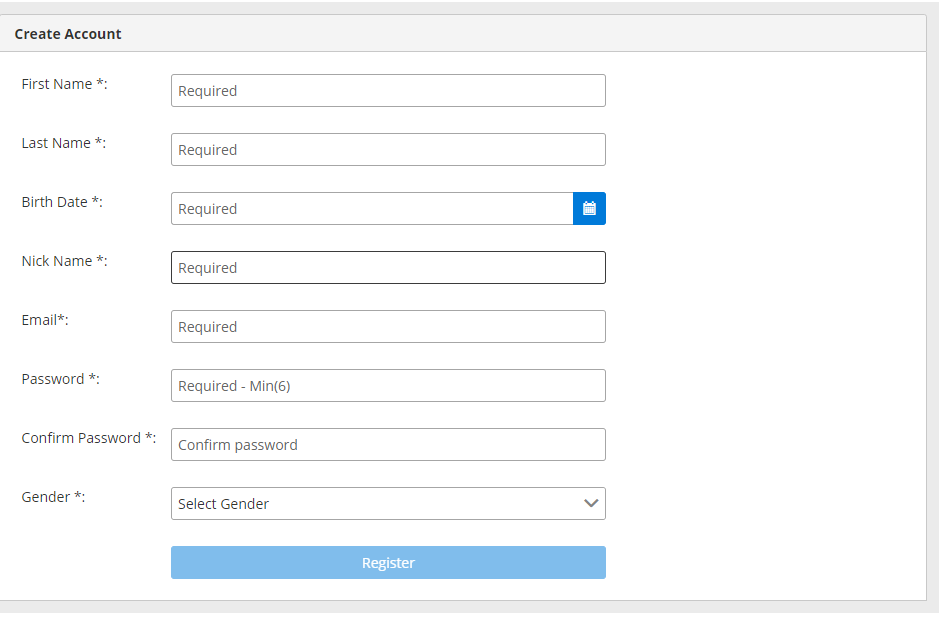 Create Account
First Name *:
Required
Last Name *:
Required
Birth Date *:
Required
Nick Name *:
Required
Email*:
Required
Password *:
Required - Min(6)
Confirm Password *:
Confirm password
Gender *:
Select Gender
Register